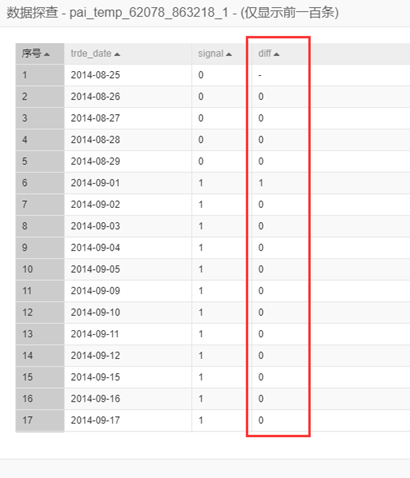 数据探查 - pai_temp_62078_863218_1 - (仅显示前一百条)
序号 trde_date signal diff
1 2014-08-25 0 -
2 2014-08-26 0 0
3 2014-08-27 0 0
4 2014-08-28 0 0
5 2014-08-29 0 0
6 2014-09-01 1 1
7 2014-09-02 1 0
8 2014-09-03 1 0
9 2014-09-04 1 0
10 2014-09-05 1 0
11 2014-09-09 1 0
12 2014-09-10 1 0
13 2014-09-11 1 0
14 2014-09-12 1 0
15 2014-09-15 1 0
16 2014-09-16 1 0
17 2014-09-17 1 0